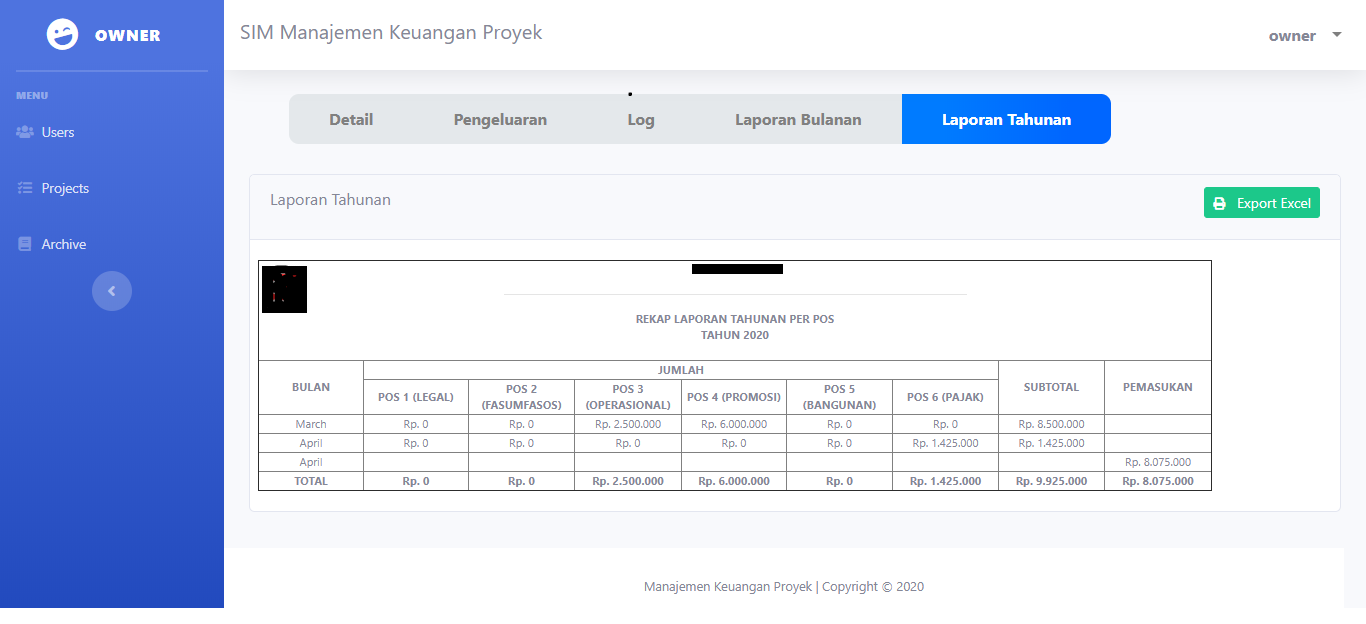 OWNER
SIM Manajemen Keuangan Proyek
owner
MENU
Users
Projects
Archive
Detail Pengeluaran Log Laporan Bulanan Laporan Tahunan
Laporan Tahunan
Export Excel
REKAP LAPORAN TAHUNAN PER POS
TAHUN 2020
BULAN JUMLAH SUBTOTAL PEMASUKAN
POS 1 (LEGAL) POS 2 (FASUMFASOS) POS 3 (OPERASIONAL) POS 4 (PROMOSI) POS 5 (BANGUNAN) POS 6 (PAJAK)
March Rp. 0 Rp. 0 Rp. 2.500.000 Rp. 6.000.000 Rp. 0 Rp. 0 Rp. 8.500.000
April Rp. 0 Rp. 0 Rp. 0 Rp. 0 Rp. 0 Rp. 1.425.000 Rp. 1.425.000
April Rp. 8.075.000
TOTAL Rp. 0 Rp. 0 Rp. 2.500.000 Rp. 6.000.000 Rp. 0 Rp. 1.425.000 Rp. 9.925.000 Rp. 8.075.000
Manajemen Keuangan Proyek | Copyright © 2020